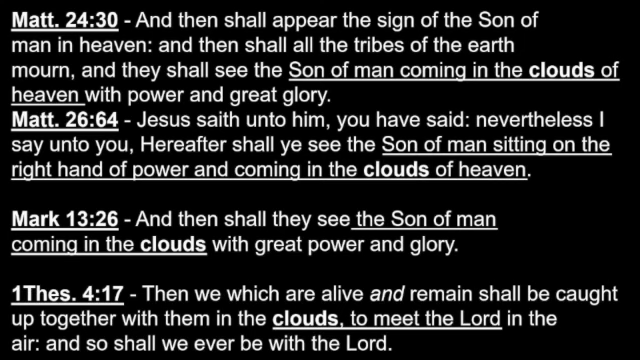 Matt. 24:30 - And then shall appear the sign of the Son of
man in heaven: and then shall all the tribes of the earth
mourn, and they shall see the Son of man coming in the clouds of
heaven with power and great glory.
Matt. 26:64 - Jesus saith unto him, you have said: nevertheless I
say unto you, Hereafter shall ye see the Son of man sitting on the
right hand of power and coming in the clouds of heaven.
Mark 13:26 - And then shall they see the Son of man
coming in the clouds with great power and glory.
1Thes. 4:17 - Then we which are alive and remain shall be caught
up together with them in the clouds, to meet the Lord in the
air: and so shall we ever be with the Lord.